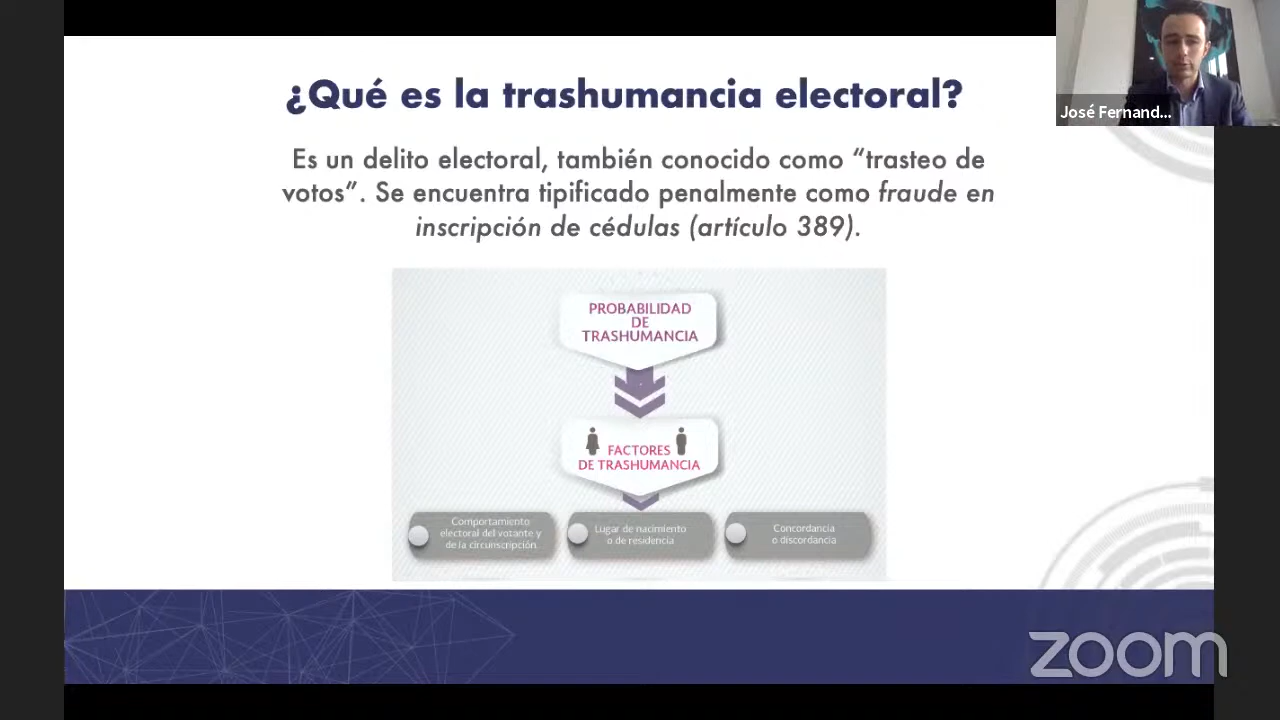 ¿Qué es la trashumancia electoral?
José Fernand...
Es un delito electoral, también conocido como “trasteo de
votos”. Se encuentra tipificado penalmente como fraude en
inscripción de cédulas (artículo 389).
PROBABILIDAD
DE
TRASHUMANCIA
FACTORES
DE TRASHUMANCIA
Comportamiento
electoral del votante y
de la circunscripción
Lugar de nacimiento
o de residencia
Concordancia
o discordancia
zoom